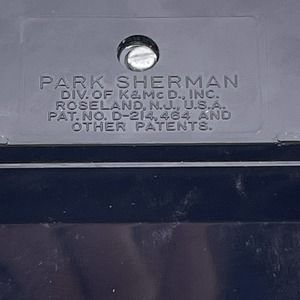 PARK SHERMAN
DIV. OF K&McD., INC.
ROSELAND, N.J., U.S.A.
PAT. NO. D-214,464 AND
OTHER PATENTS.